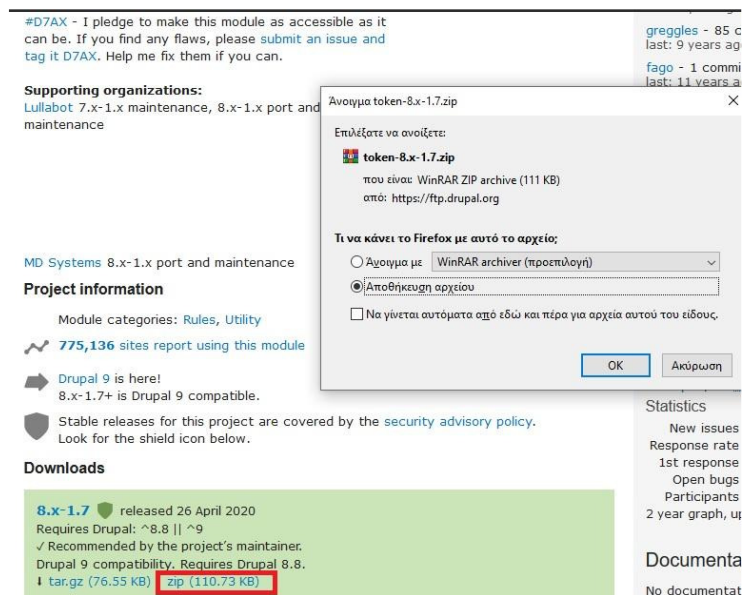 #D7AX - I pledge to make this module as accessible as it
can be. If you find any flaws, please submit an issue and
tag it D7AX. Help me fix them if you can.
Supporting organizations:
Lullabot 7.x-1.x maintenance, 8.x-1.x port and
maintenance
MD Systems 8.x-1.x port and maintenance
Project information
Module categories: Rules, Utility
775,136 sites report using this module
Drupal 9 is here!
8.x-1.7+ is Drupal 9 compatible.
Stable releases for this project are covered by the security advisory policy.
Look for the shield icon below.
Downloads
8.x-1.7 released 26 April 2020
Requires Drupal: ^8.8 || ^9
✓ Recommended by the project's maintainer.
Drupal 9 compatibility. Requires Drupal 8.8.
⬇ tar.gz (76.55 KB) zip (110.73 KB)
Άνοιγμα token-8.x-1.7.zip
Επιλέξατε να ανοίξετε:
token-8.x-1.7.zip
που είναι: WinRAR ZIP archive (111 KB)
από: https://ftp.drupal.org
Τι να κάνει το Firefox με αυτό το αρχείο;
Άνοιγμα με WinRAR archiver (προεπιλογή)
Αποθήκευση αρχείου
Να γίνεται αυτόματα από εδώ και πέρα για αρχεία αυτού του είδους.
OK Ακύρωση
greggles - 85 c
last: 9 years ag
fago - 1 commi
last: 11 years a
Statistics
New issues
Response rate
1st response
Open bugs
Participants
2 year graph, up
Documenta
No documentat